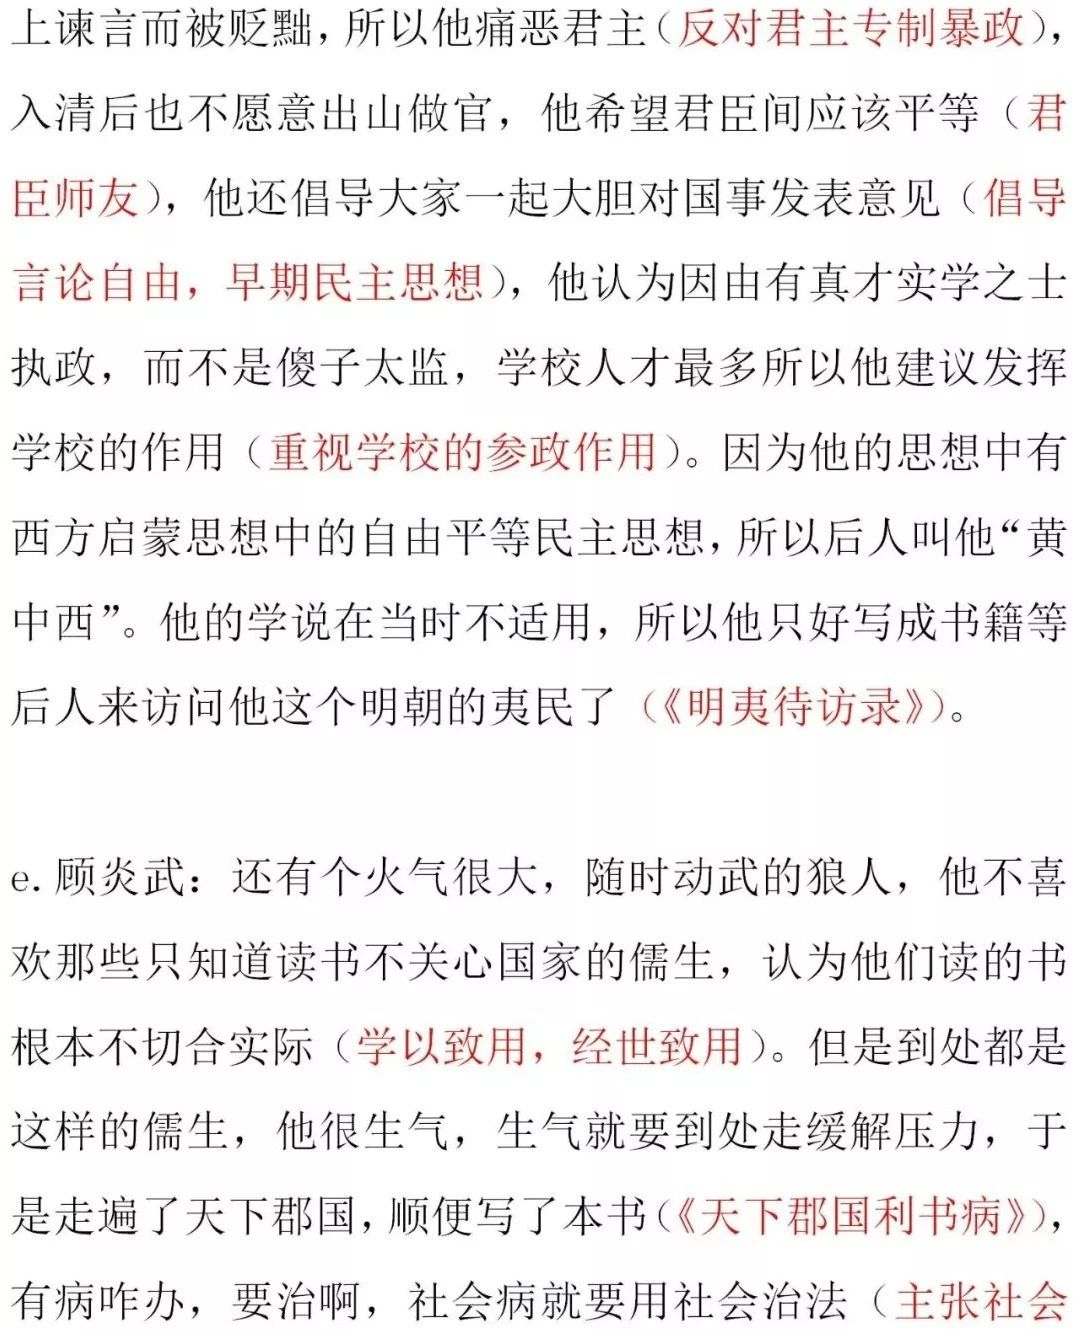 上谏言而被贬黜，所以他痛恶君主（反对君主专制暴政），
入清后也不愿意出山做官，他希望君臣间应该平等（君
臣师友），他还倡导大家一起大胆对国事发表意见（倡导
言论自由，早期民主思想），他认为因由有真才实学之士
执政，而不是傻子太监，学校人才最多所以他建议发挥
学校的作用（重视学校的参政作用）。因为他的思想中有
西方启蒙思想中的自由平等民主思想，所以后人叫他“黄
中西”。他的学说在当时不适用，所以他只好写成书籍等
后人来访问他这个明朝的夷民了（《明夷待访录》）。
e.顾炎武：还有个火气很大，随时动武的狼人，他不喜
欢那些只知道读书不关心国家的儒生，认为他们读的书
根本不切合实际（学以致用，经世致用）。但是到处都是
这样的儒生，他很生气，生气就要到处走缓解压力，于
是走遍了天下郡国，顺便写了本书（《天下郡国利书病》），
有病咋办，要治啊，社会病就要用社会治法（主张社会